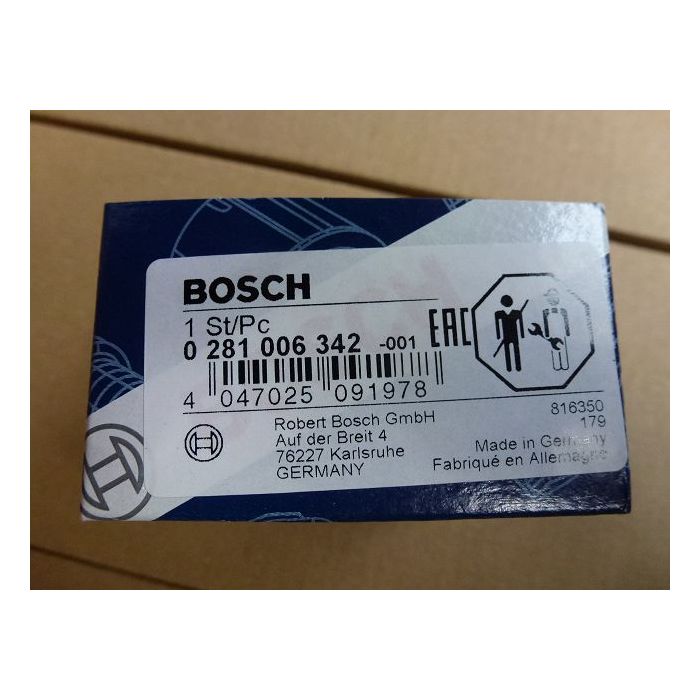 BOSCH
1 St/Pc
0 281 006 342 -001
EAC
4 047025 091978
Robert Bosch GmbH
Auf der Breit 4
76227 Karlsruhe
GERMANY
816350
179
Made in Germany
Fabriqué en Allemagne